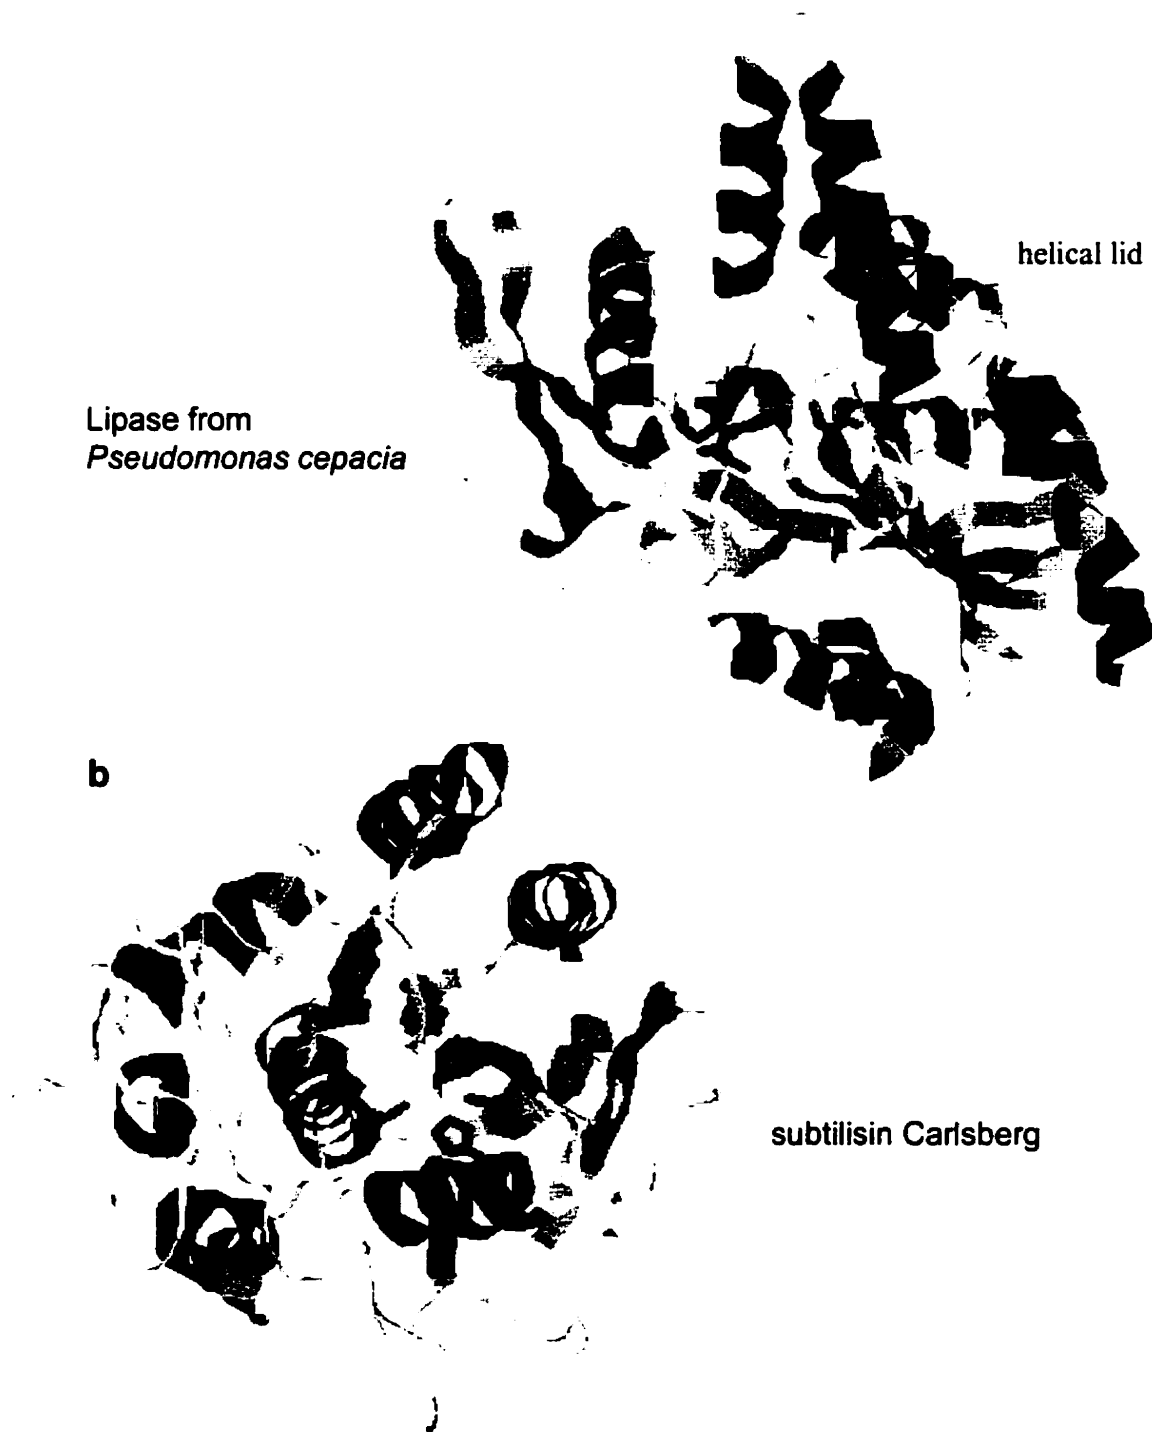 helical lid
Lipase from
Pseudomonas cepacia
b
subtilisin Carlsberg